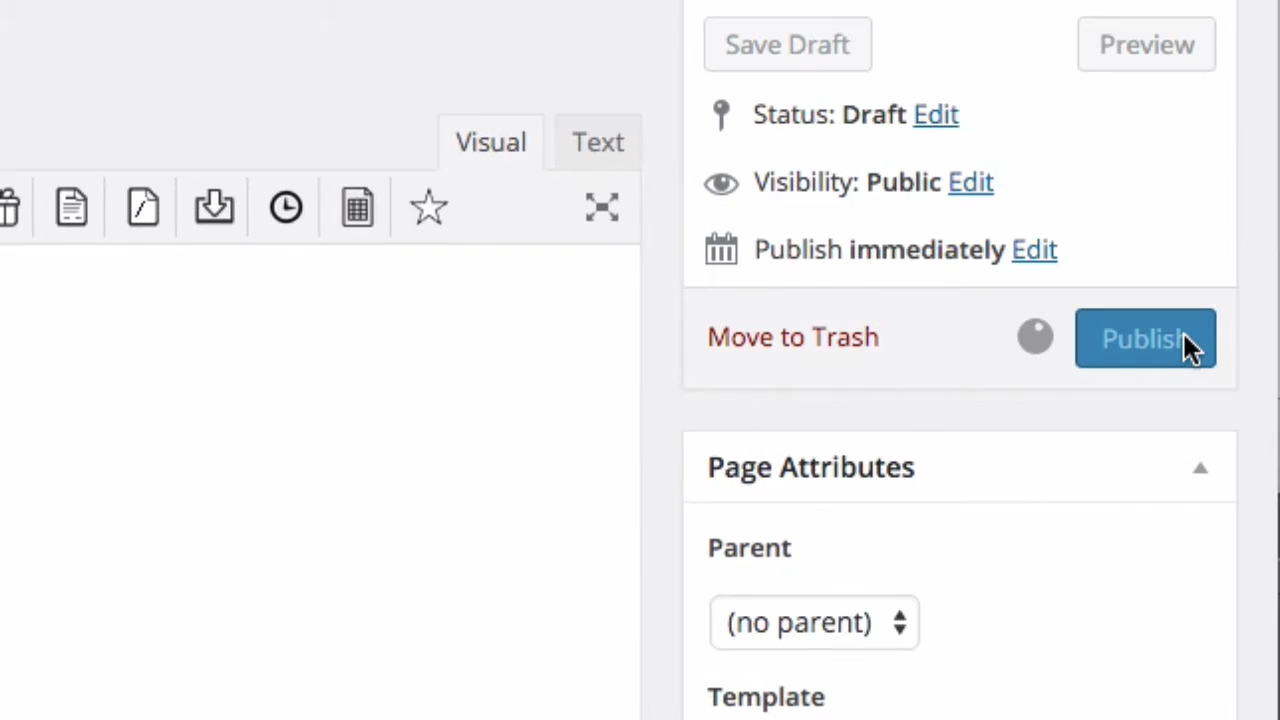 Save Draft Preview
Status: Draft Edit
Visual Text
Visibility: Public Edit
Publish immediately Edit
Move to Trash Publish
Page Attributes
Parent
(no parent)
Template